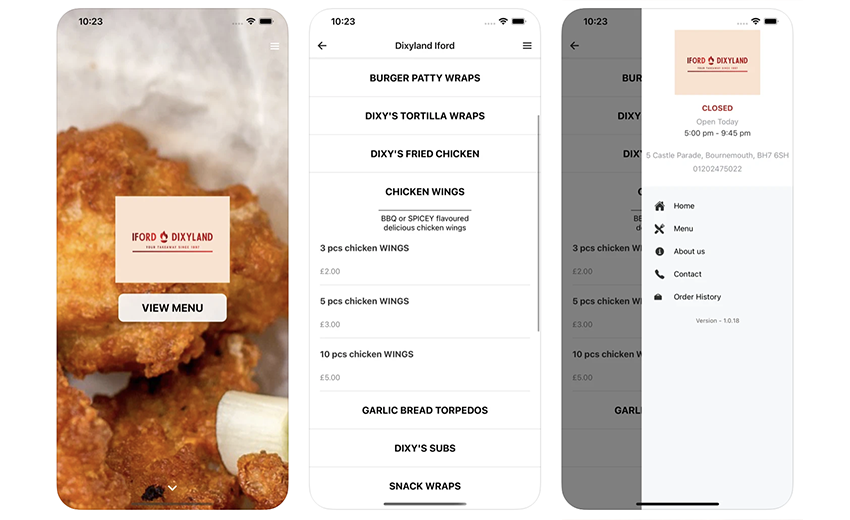 10:23
IFORD DIXYLAND
YOUR TAKEAWAY SINCE 1987
VIEW MENU
10:23
Dixyland Iford
BURGER PATTY WRAPS
DIXY'S TORTILLA WRAPS
DIXY'S FRIED CHICKEN
CHICKEN WINGS
BBQ or SPICEY flavoured
delicious chicken wings
3 pcs chicken WINGS
£2.00
5 pcs chicken WINGS
£3.00
10 pcs chicken WINGS
£5.00
GARLIC BREAD TORPEDOS
DIXY'S SUBS
SNACK WRAPS
10:23
BUR
DIXY
DIXY
C
BB
de
3 pcs chicken W
£2.00
5 pcs chicken W
£3.00
10 pcs chicken W
£5.00
GARLI
IFORD DIXYLAND
YOUR TAKEAWAY SINCE 1987
CLOSED
Open Today
5:00 pm - 9:45 pm
5 Castle Parade, Bournemouth, BH7 6SH
01202475022
Home
Menu
About us
Contact
Order History
Version - 1.0.18